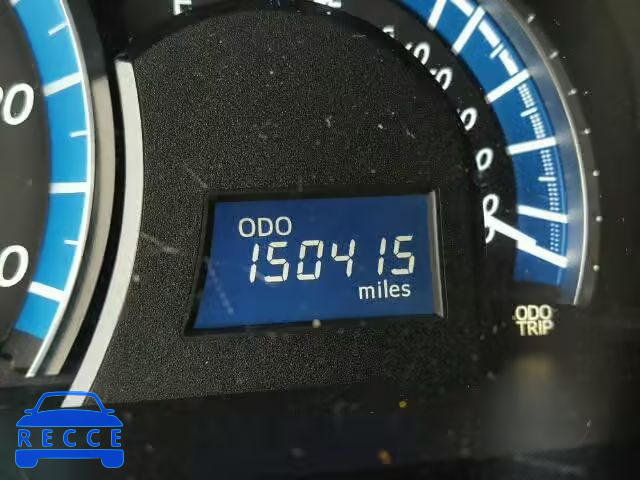 E
ODO
150415
miles
ODO
TRIP
RECCE